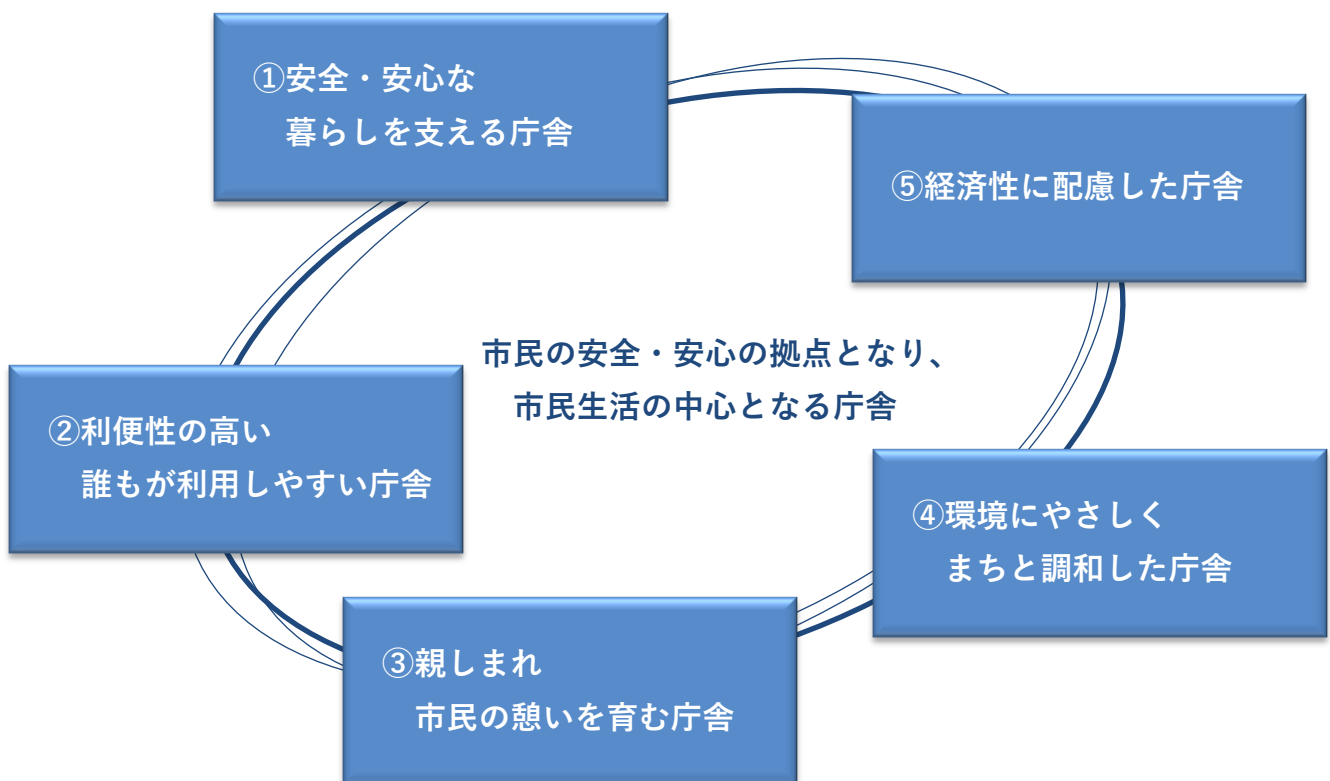 ①安全・安心な
暮らしを支える庁舎
⑤経済性に配慮した庁舎
市民の安全・安心の拠点となり、
市民生活の中心となる庁舎
②利便性の高い
誰もが利用しやすい庁舎
④環境にやさしく
まちと調和した庁舎
③親しまれ
市民の憩いを育む庁舎